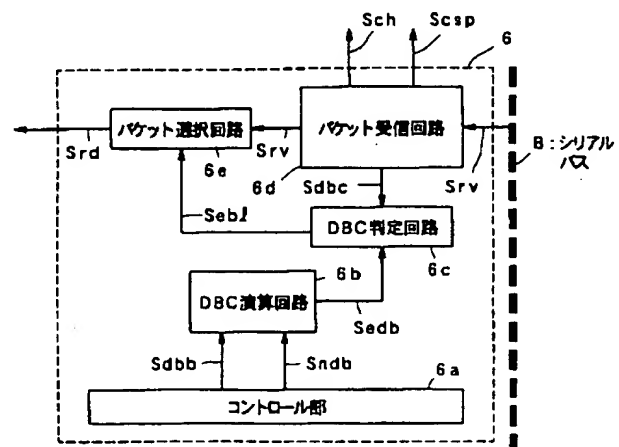 Sch
Scsp
6
パケット選択回路
パケット受信回路
Srd
6e
Srv
6d
Srv
B:シリアル
バス
Sdbc
Sebl
DBC判定回路
6c
6b
DBC演算回路
Sedb
Sdbb
Sndb
6a
コントロール部